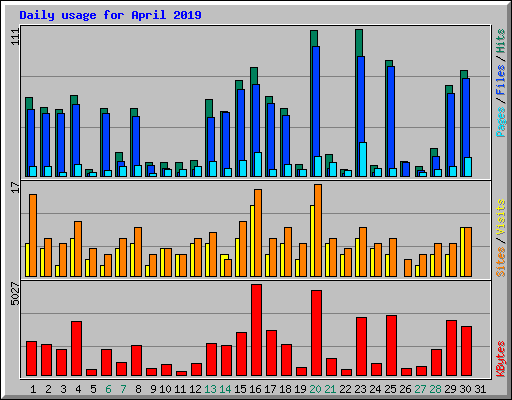 Daily usage for April 2019
111
Pages / Files / Hits
17
Sites / Visits
5027
KBytes
1 2 3 4 5 6 7 8 9 10 11 12 13 14 15 16 17 18 19 20 21 22 23 24 25 26 27 28 29 30 31